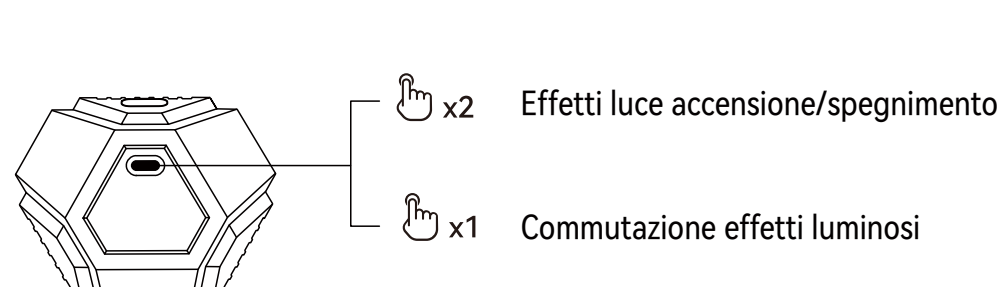 x2 Effetti luce accensione/spegnimento
x1 Commutazione effetti luminosi